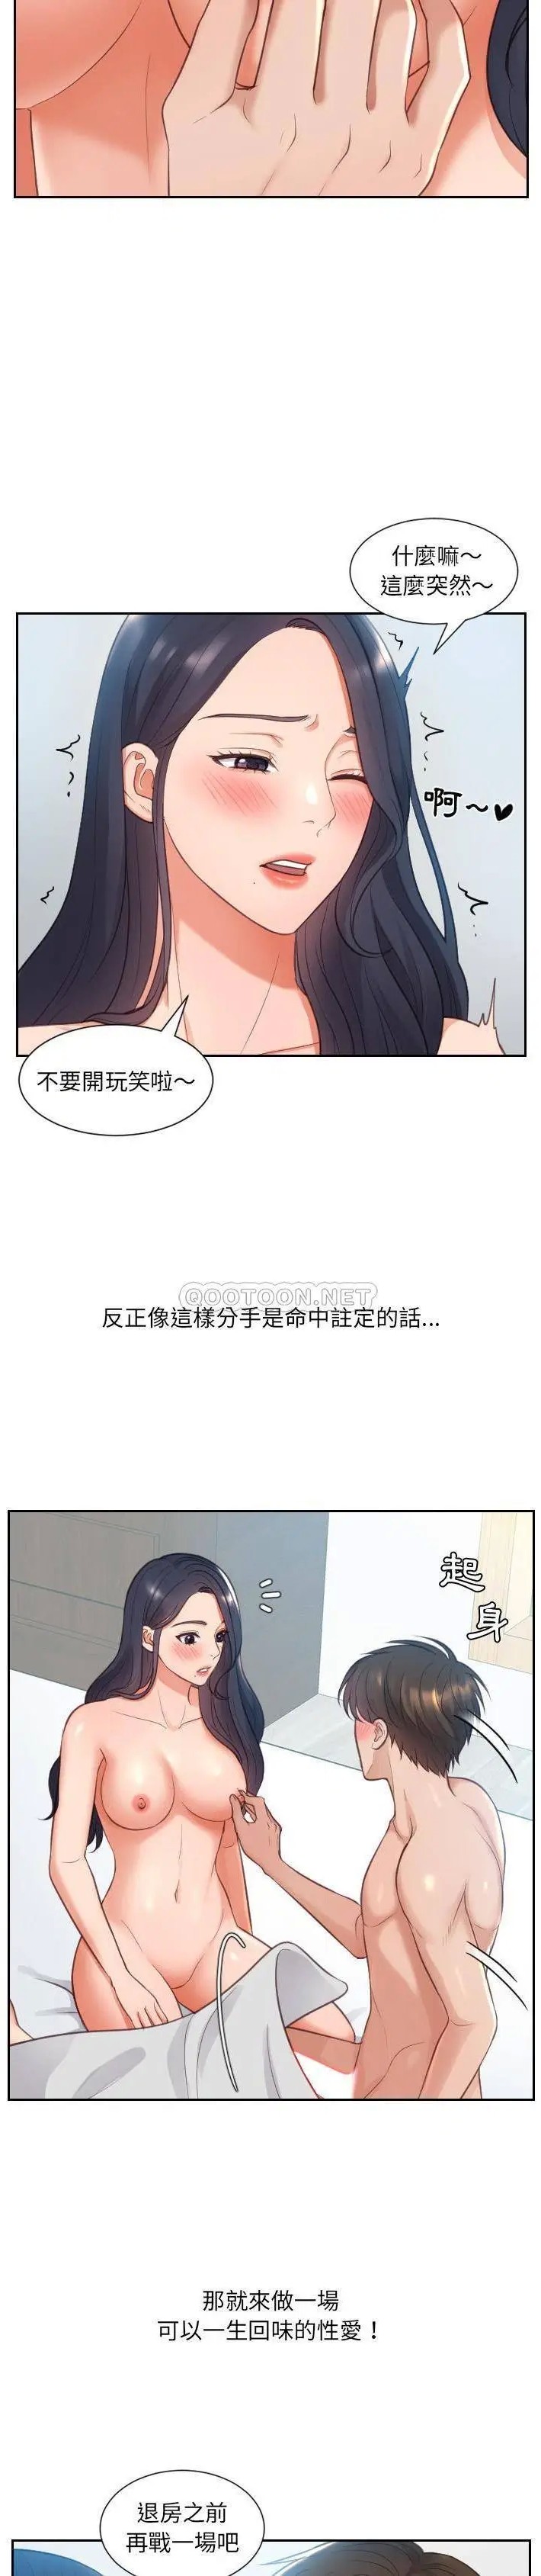 什麼嘛～
這麼突然～
啊～
不要開玩笑啦～
QOOTOON.NET
反正像這樣分手是命中註定的話...
起身
那就來做一場
可以一生回味的性愛！
退房之前
再戰一場吧